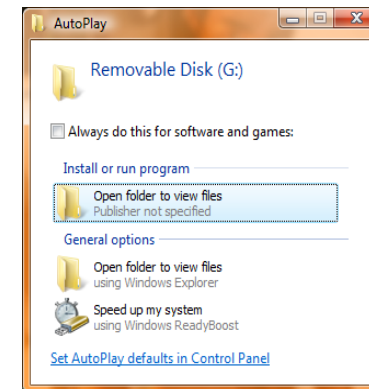 AutoPlay
Removable Disk (G:)
Always do this for software and games:
Install or run program
Open folder to view files
Publisher not specified
General options
Open folder to view files
using Windows Explorer
Speed up my system
using Windows ReadyBoost
Set AutoPlay defaults in Control Panel